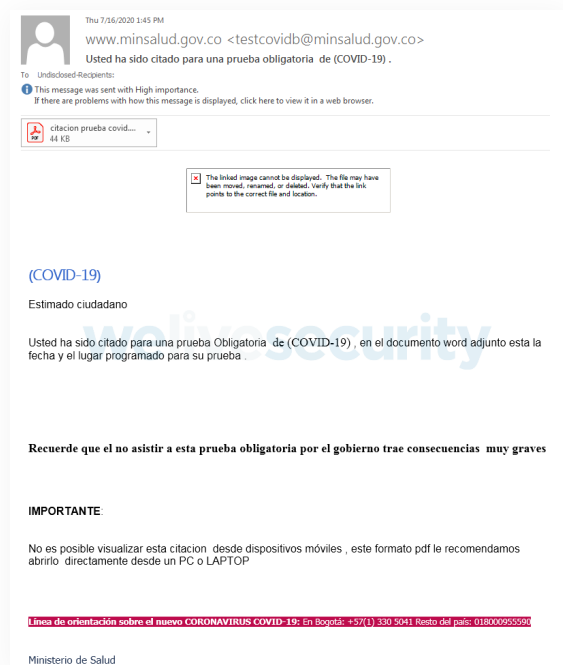 Thu 7/16/2020 1:45 PM
www.minsalud.gov.co <testcovidb@minsalud.gov.co>
Usted ha sido citado para una prueba obligatoria de (COVID-19) .
To Undisclosed-Recipients:
This message was sent with High importance.
If there are problems with how this message is displayed, click here to view it in a web browser.
PDF
citacion prueba covid....
44 KB
The linked image cannot be displayed. The file may have
been moved, renamed, or deleted. Verify that the link
points to the correct file and location.
(COVID-19)
Estimado ciudadano
welivesecurity
Usted ha sido citado para una prueba Obligatoria de (COVID-19) , en el documento word adjunto esta la
fecha y el lugar programado para su prueba .
Recuerde que el no asistir a esta prueba obligatoria por el gobierno trae consecuencias muy graves
IMPORTANTE:
No es posible visualizar esta citacion desde dispositivos móviles , este formato pdf le recomendamos
abrirlo directamente desde un PC o LAPTOP
Línea de orientación sobre el nuevo CORONAVIRUS COVID-19: En Bogotá: +57(1) 330 5041 Resto del país: 018000955590
Ministerio de Salud